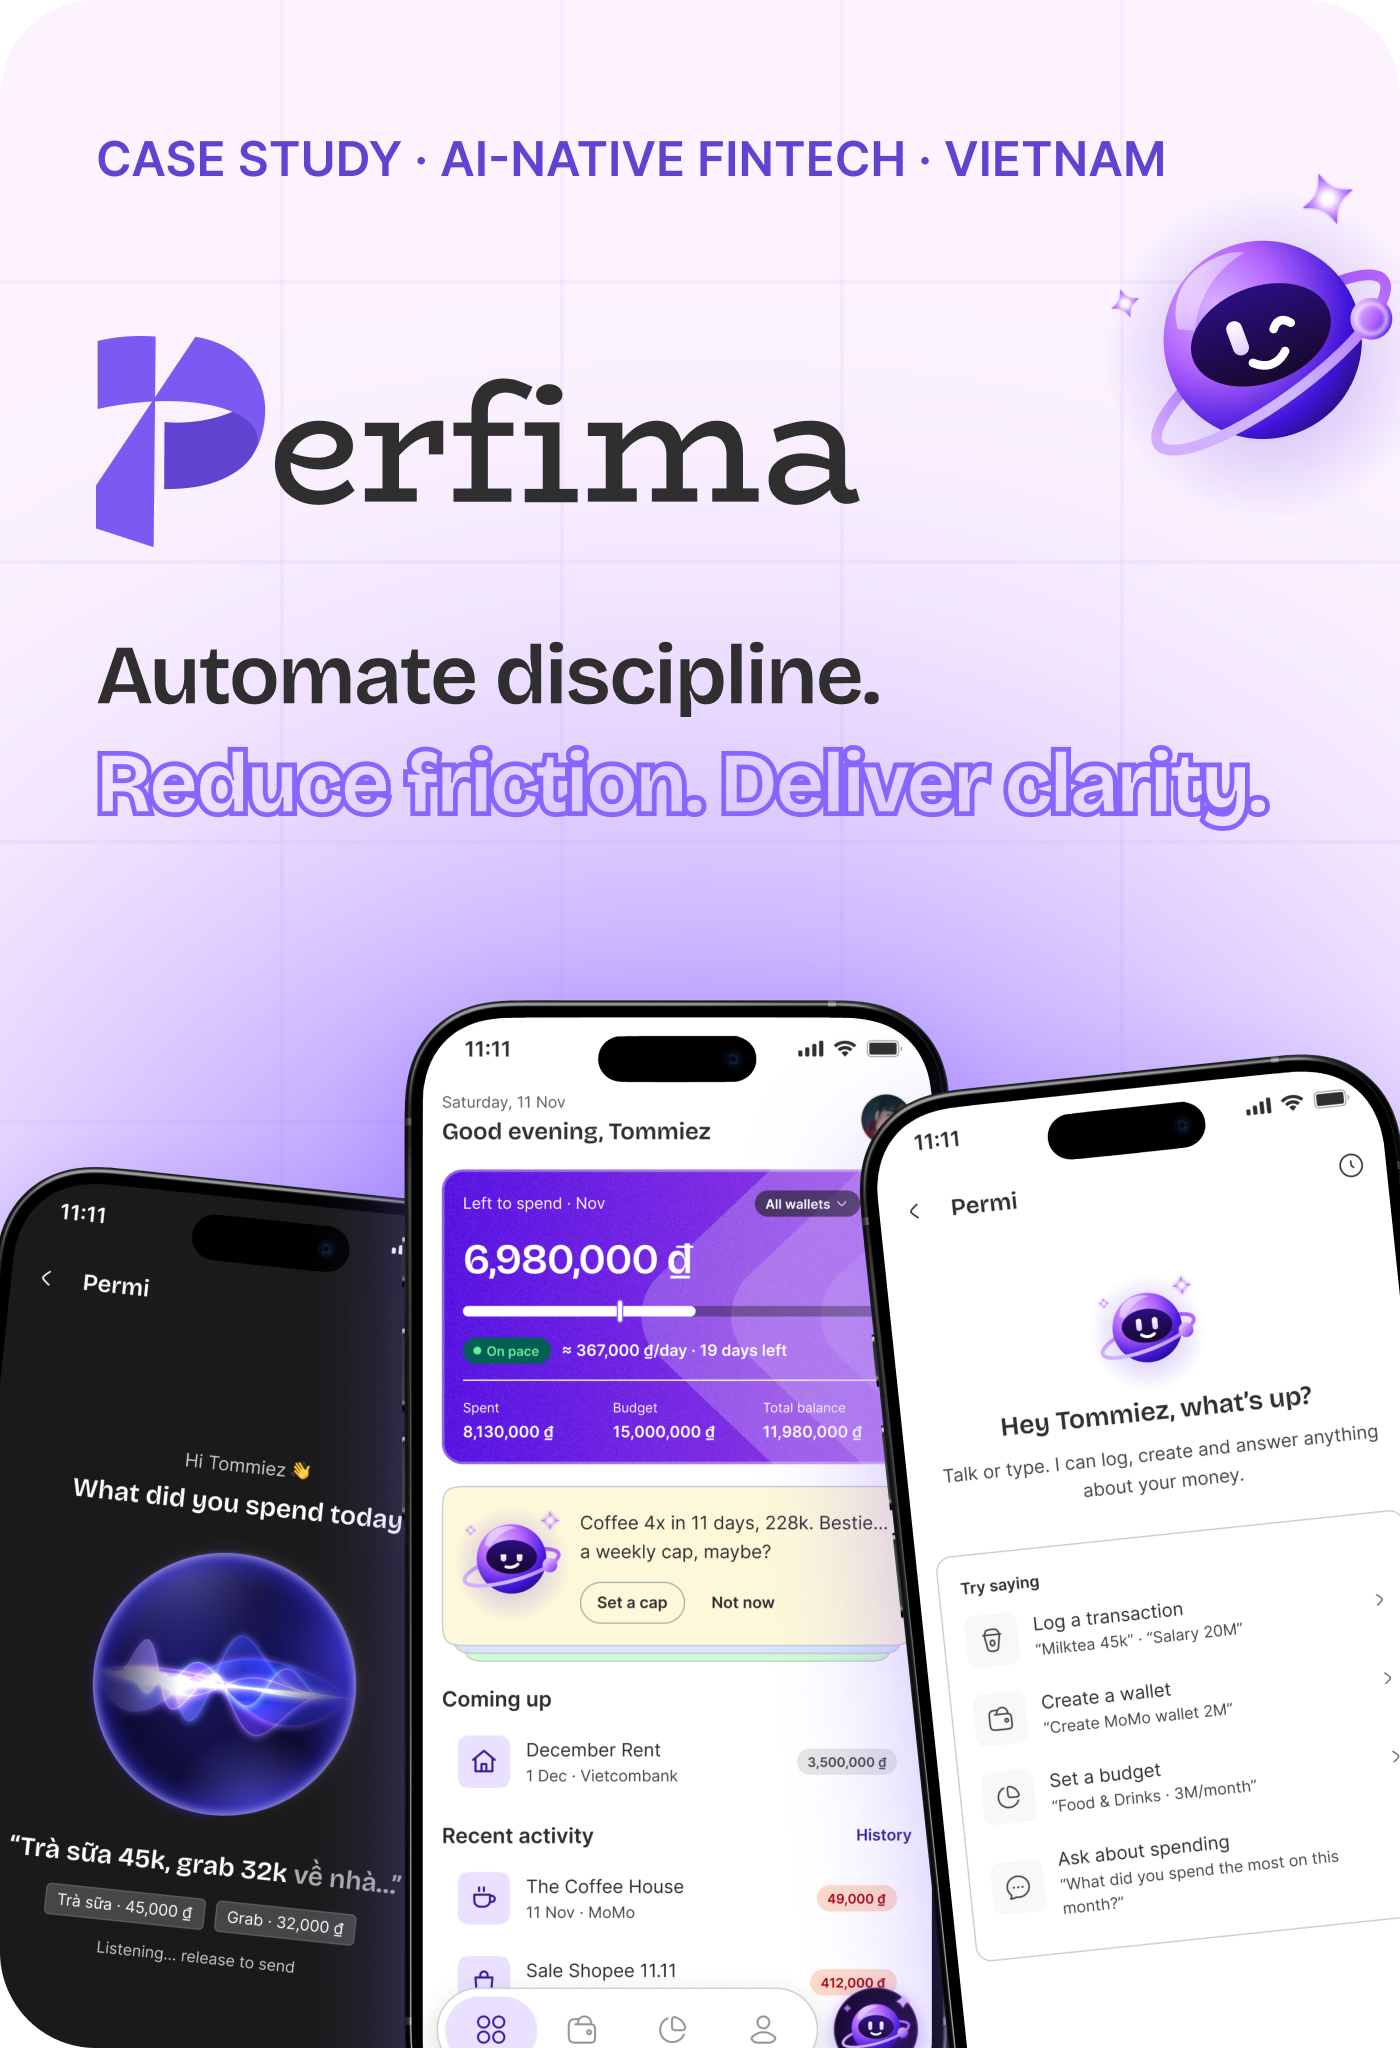 CASE STUDY · AI-NATIVE FINTECH · VIETNAM
Perfima
Automate discipline.
Reduce friction. Deliver clarity.
11:11
Permi
Hi Tommiez 👋
What did you spend today
“Trà sữa 45k, grab 32k về nhà...”
Trà sữa · 45,000 ₫
Grab · 32,000 ₫
Listening... release to send
11:11
Saturday, 11 Nov
Good evening, Tommiez
Left to spend · Nov
All wallets
6,980,000 ₫
On pace
≈ 367,000 ₫/day · 19 days left
Spent
Budget
Total balance
8,130,000 ₫
15,000,000 ₫
11,980,000 ₫
Coffee 4x in 11 days, 228k. Bestie...
a weekly cap, maybe?
Set a cap
Not now
Coming up
December Rent
1 Dec · Vietcombank
3,500,000 ₫
Recent activity
History
The Coffee House
11 Nov · MoMo
49,000 ₫
Sale Shopee 11.11
412,000 ₫
11:11
Permi
Hey Tommiez, what’s up?
Talk or type. I can log, create and answer anything
about your money.
Try saying
Log a transaction
“Milktea 45k” · “Salary 20M”
Create a wallet
“Create MoMo wallet 2M”
Set a budget
“Food & Drinks · 3M/month”
Ask about spending
“What did you spend the most on this
month?”